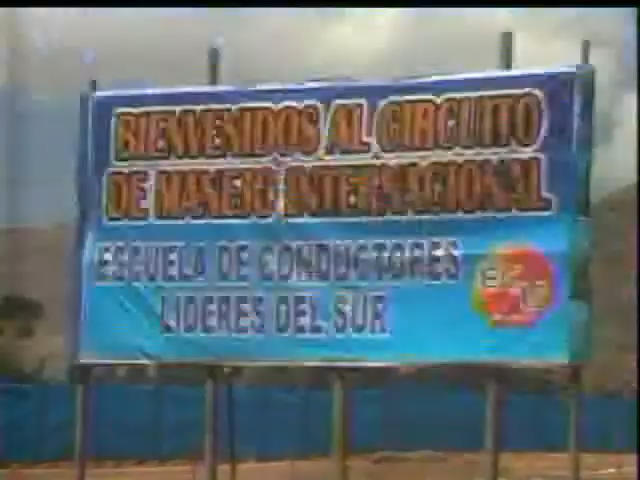 BIENVENIDOS AL CIRCUITO
DE MANEJO INTERNACIONAL
ESCUELA DE CONDUCTORES
LIDERES DEL SUR